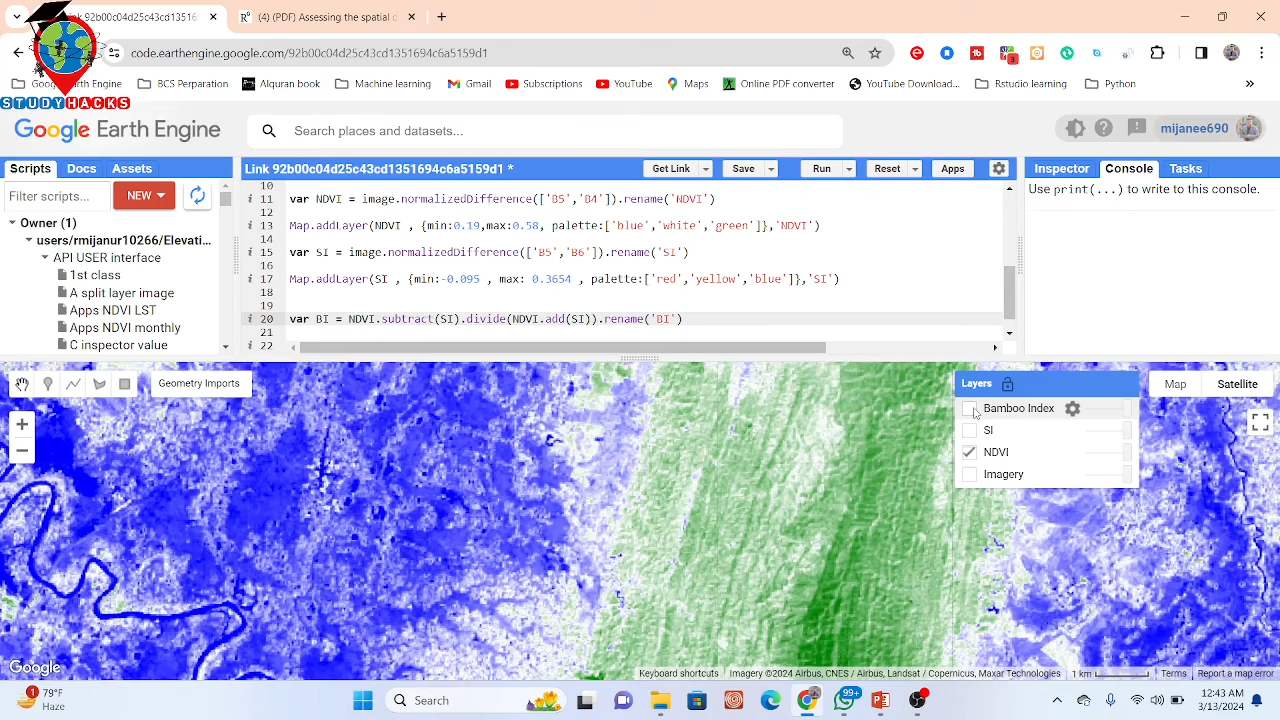 link 92b00c04d25c43cd1351694
(4) (PDF) Assessing the spatial c
code.earthengine.google.com/92b00c04d25c43cd1351694c6a5159d1
Google Earth Engine
BCS Perparation
Alquran book
Machine learning
Gmail
Subscriptions
YouTube
Maps
Online PDF converter
YouTube Download...
Rstudio learning
Python
»
STUDYHACKS
Google Earth Engine
Search places and datasets...
mijanee690
Scripts
Docs
Assets
Link 92b00c04d25c43cd1351694c6a5159d1 *
Get Link
Save
Run
Reset
Apps
Inspector
Console
Tasks
Filter scripts...
NEW
Use print(...) to write to this console.
Owner (1)
users/rmijanur10266/Elevati...
API USER interface
1st class
A split layer image
Apps NDVI LST
Apps NDVI monthly
C inspector value
10
i 11 var NDVI = image.normalizedDifference(['B5','B4']).rename('NDVI')
12
i 13 Map.addLayer(NDVI , {min:0.19,max:0.58, palette:['blue','white','green']},'NDVI')
14
i 15 var SI = image.normalizedDifference(['B5','B6']).rename('SI')
16
i 17 Map.addLayer(SI , {min:-0.095 , max: 0.3654 , palette:['red','yellow','blue']},'SI')
18
19
i 20 var BI = NDVI.subtract(SI).divide(NDVI.add(SI)).rename('BI')
21
i 22
Geometry Imports
Layers
Bamboo Index
SI
NDVI
Imagery
Map
Satellite
+
−
Google
Keyboard shortcuts
Imagery ©2024 Airbus, CNES / Airbus, Landsat / Copernicus, Maxar Technologies
1 km
Terms
Report a map error
1
79°F
Haze
Search
99+
12:43 AM
3/13/2024